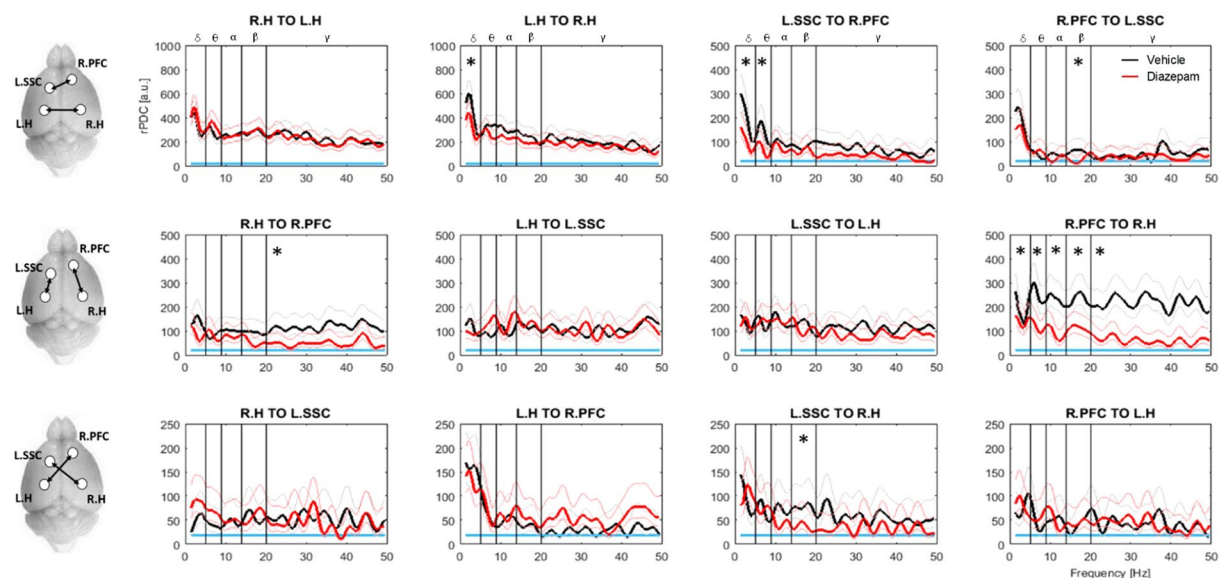 R.H TO L.H
L.H TO R.H
L.SSC TO R.PFC
R.PFC TO L.SSC
δ θ α β γ
δ θ α β γ
δ θ α β γ
δ θ α β γ
R.PFC
L.SSC
L.H
R.H
rPDC [a.u.]
1000
800
600
400
200
0
0 10 20 30 40 50
1000
800
600
400
200
0
*
0 10 20 30 40 50
500
400
300
200
100
0
* *
0 10 20 30 40 50
500
400
300
200
100
0
*
Vehicle
Diazepam
0 10 20 30 40 50
R.H TO R.PFC
L.H TO L.SSC
L.SSC TO L.H
R.PFC TO R.H
R.PFC
L.SSC
L.H
R.H
500
400
300
200
100
0
*
0 10 20 30 40 50
500
400
300
200
100
0
0 10 20 30 40 50
500
400
300
200
100
0
0 10 20 30 40 50
500
400
300
200
100
0
* * * * *
0 10 20 30 40 50
R.H TO L.SSC
L.H TO R.PFC
L.SSC TO R.H
R.PFC TO L.H
R.PFC
L.SSC
L.H
R.H
250
200
150
100
50
0
0 10 20 30 40 50
250
200
150
100
50
0
0 10 20 30 40 50
250
200
150
100
50
0
*
0 10 20 30 40 50
250
200
150
100
50
0
0 10 20 30 40 50
Frequency [Hz]